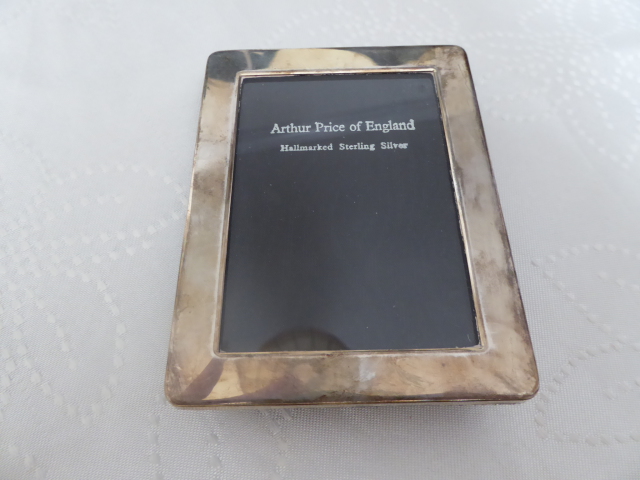 Arthur Price of England
Hallmarked Sterling Silver